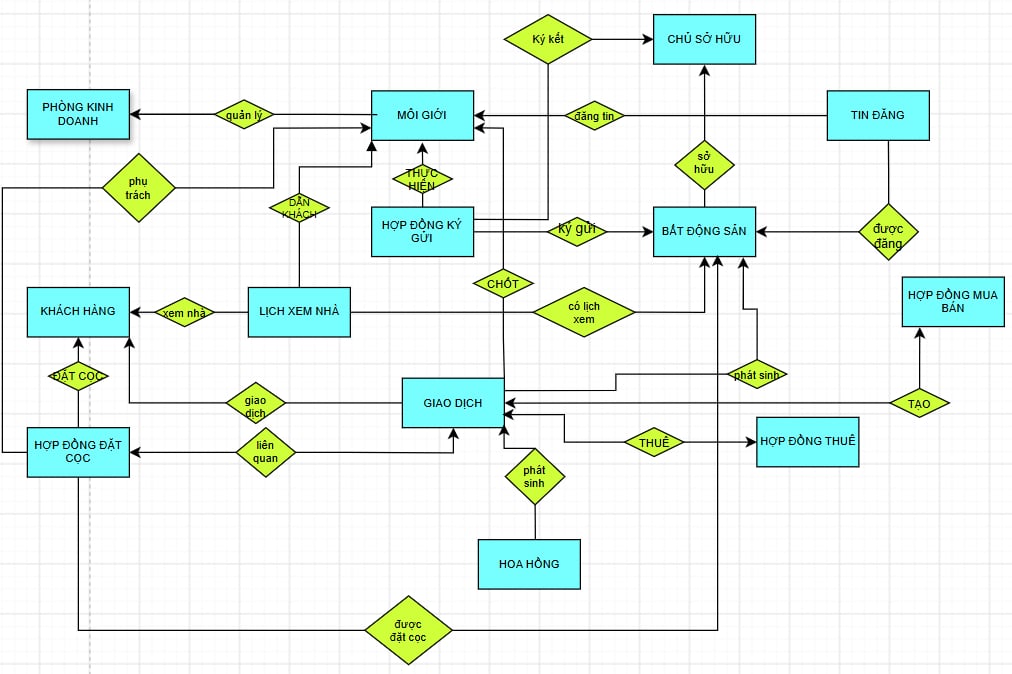 Ký kết
CHỦ SỞ HỮU
PHÒNG KINH
DOANH
quản lý
MÔI GIỚI
đăng tin
TIN ĐĂNG
phụ
trách
DẪN
KHÁCH
THỰC
HIỆN
sở
hữu
HỢP ĐỒNG KÝ
GỬI
ký gửi
BẤT ĐỘNG SẢN
được
đăng
CHỐT
KHÁCH HÀNG
xem nhà
LỊCH XEM NHÀ
có lịch
xem
HỢP ĐỒNG MUA
BÁN
ĐẶT CỌC
phát sinh
giao
dịch
GIAO DỊCH
TẠO
HỢP ĐỒNG ĐẶT
CỌC
liên
quan
THUÊ
HỢP ĐỒNG THUÊ
phát
sinh
HOA HỒNG
được
đặt cọc